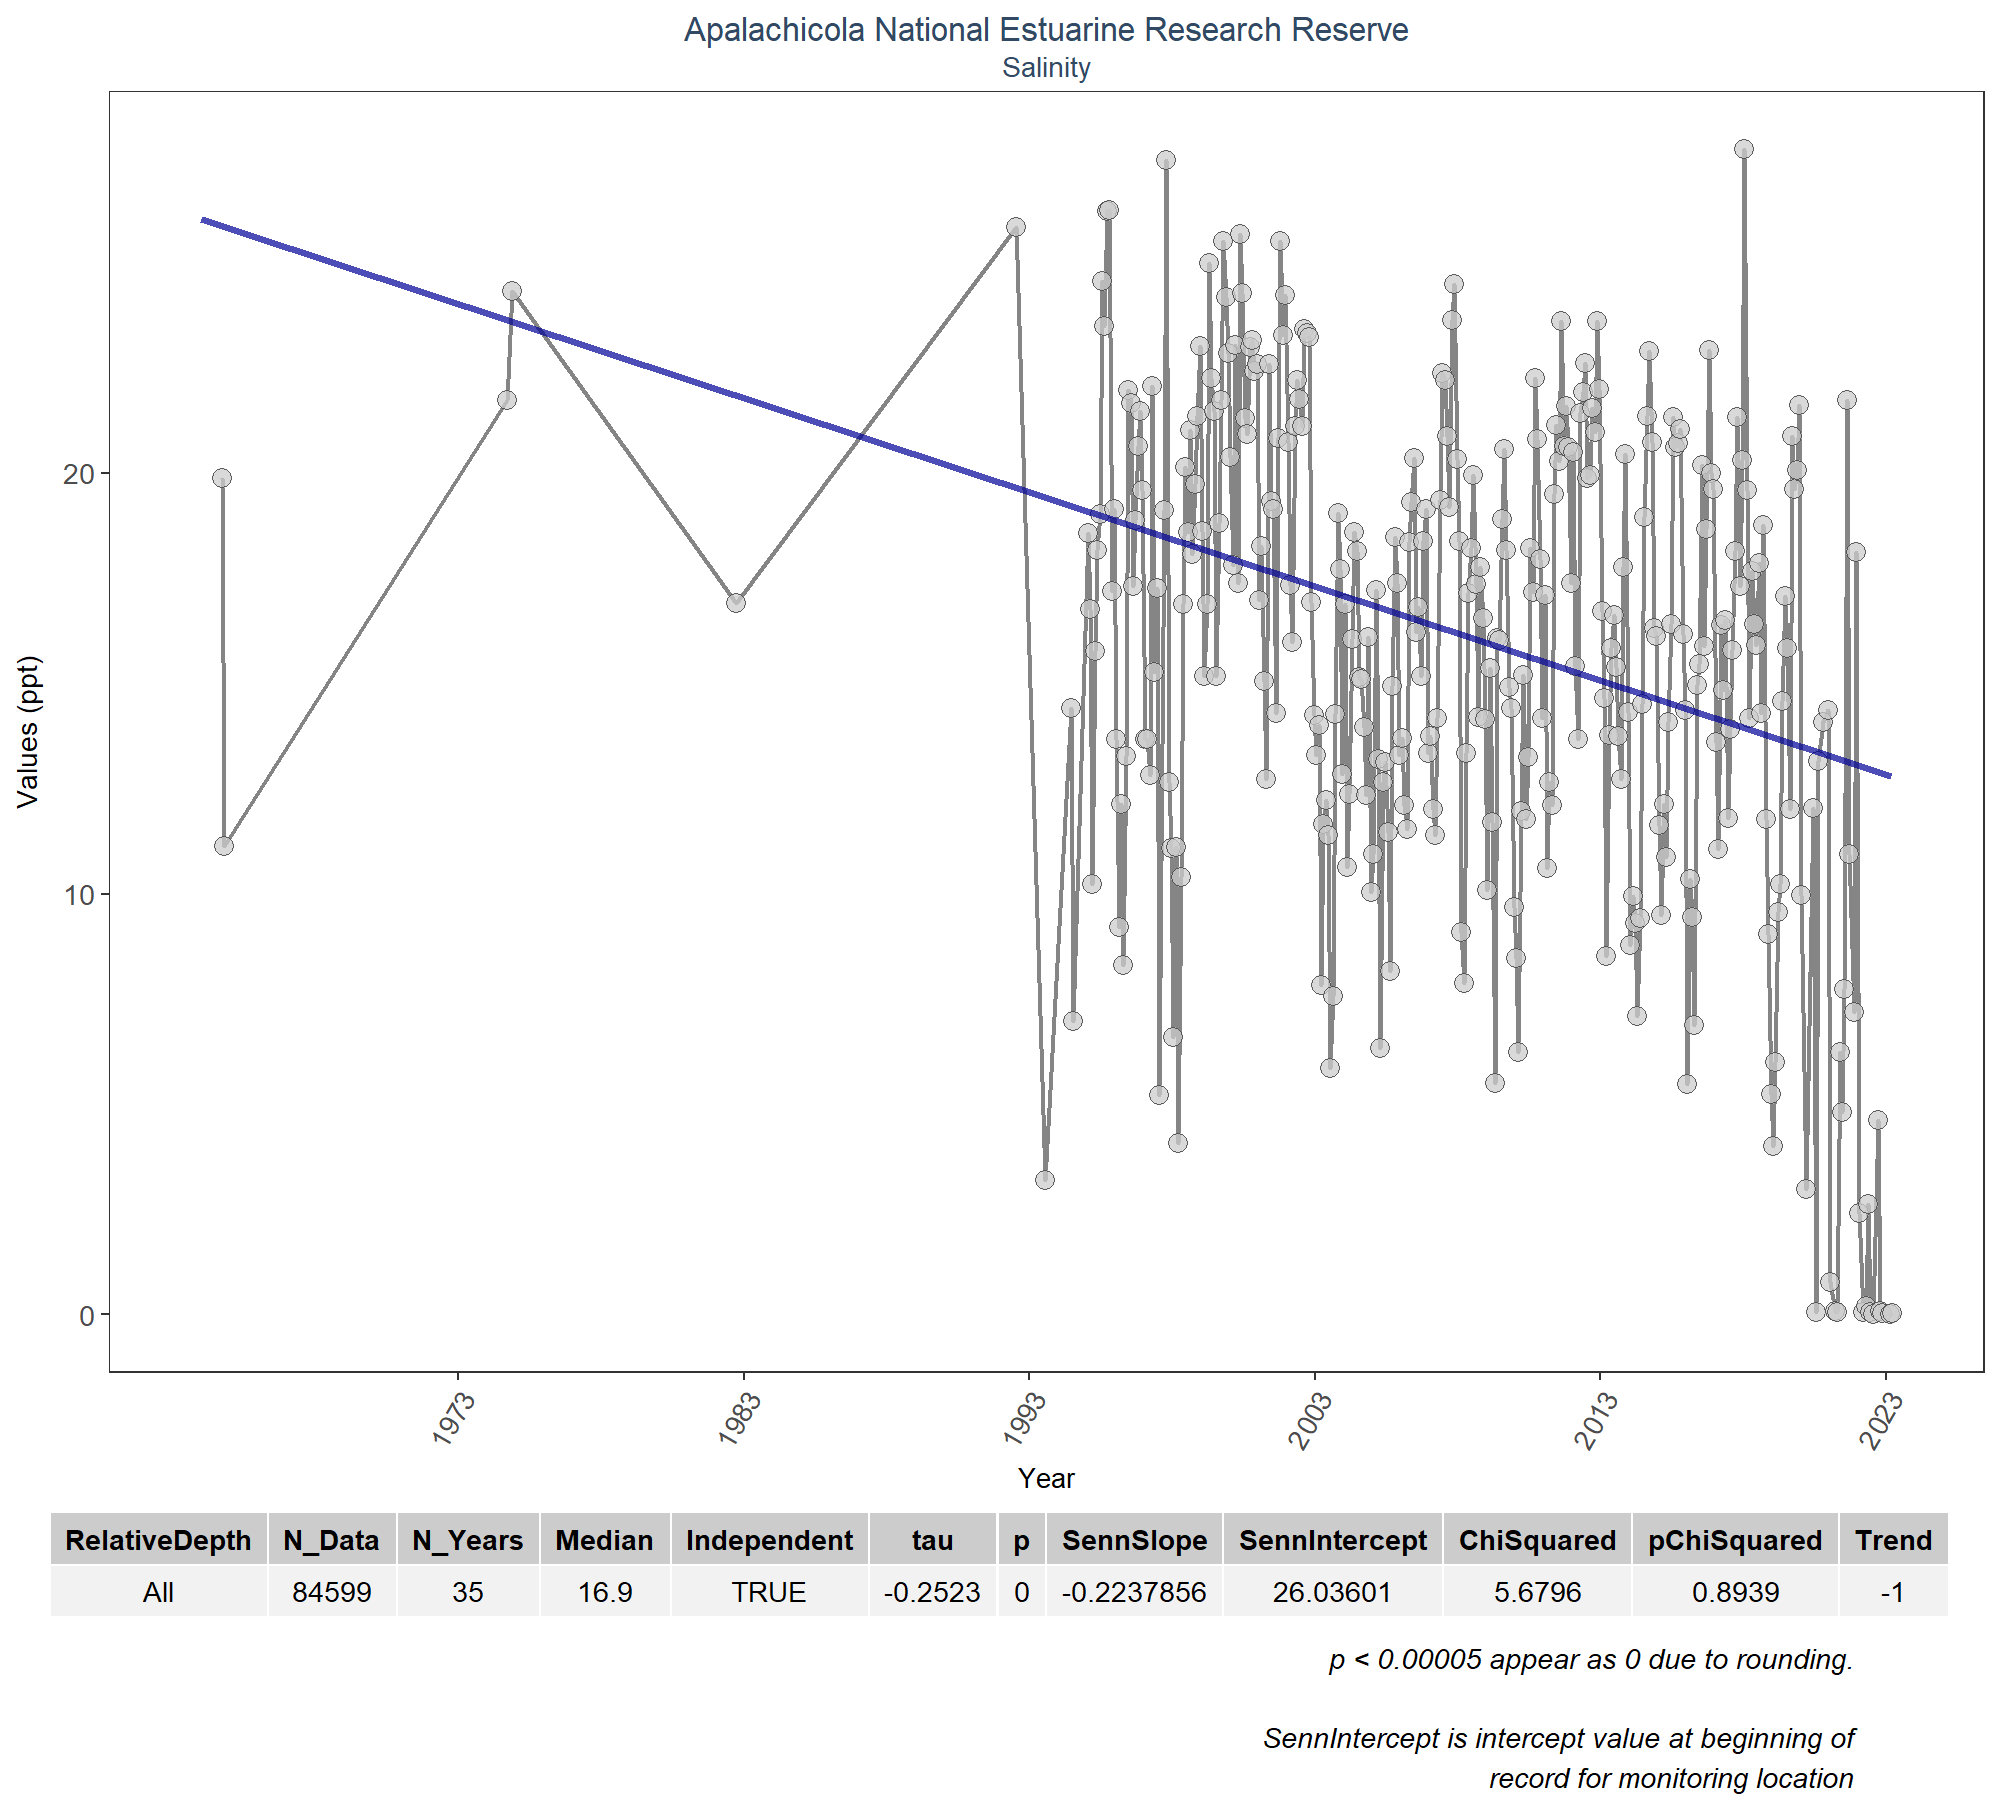 Apalachicola National Estuarine Research Reserve
Salinity
Values (ppt)
20
10
0
1973
1983
1993
2003
2013
2023
Year
RelativeDepth N_Data N_Years Median Independent tau p SennSlope SennIntercept ChiSquared pChiSquared Trend
All 84599 35 16.9 TRUE -0.2523 0 -0.2237856 26.03601 5.6796 0.8939 -1
p < 0.00005 appear as 0 due to rounding.
SennIntercept is intercept value at beginning of
record for monitoring location